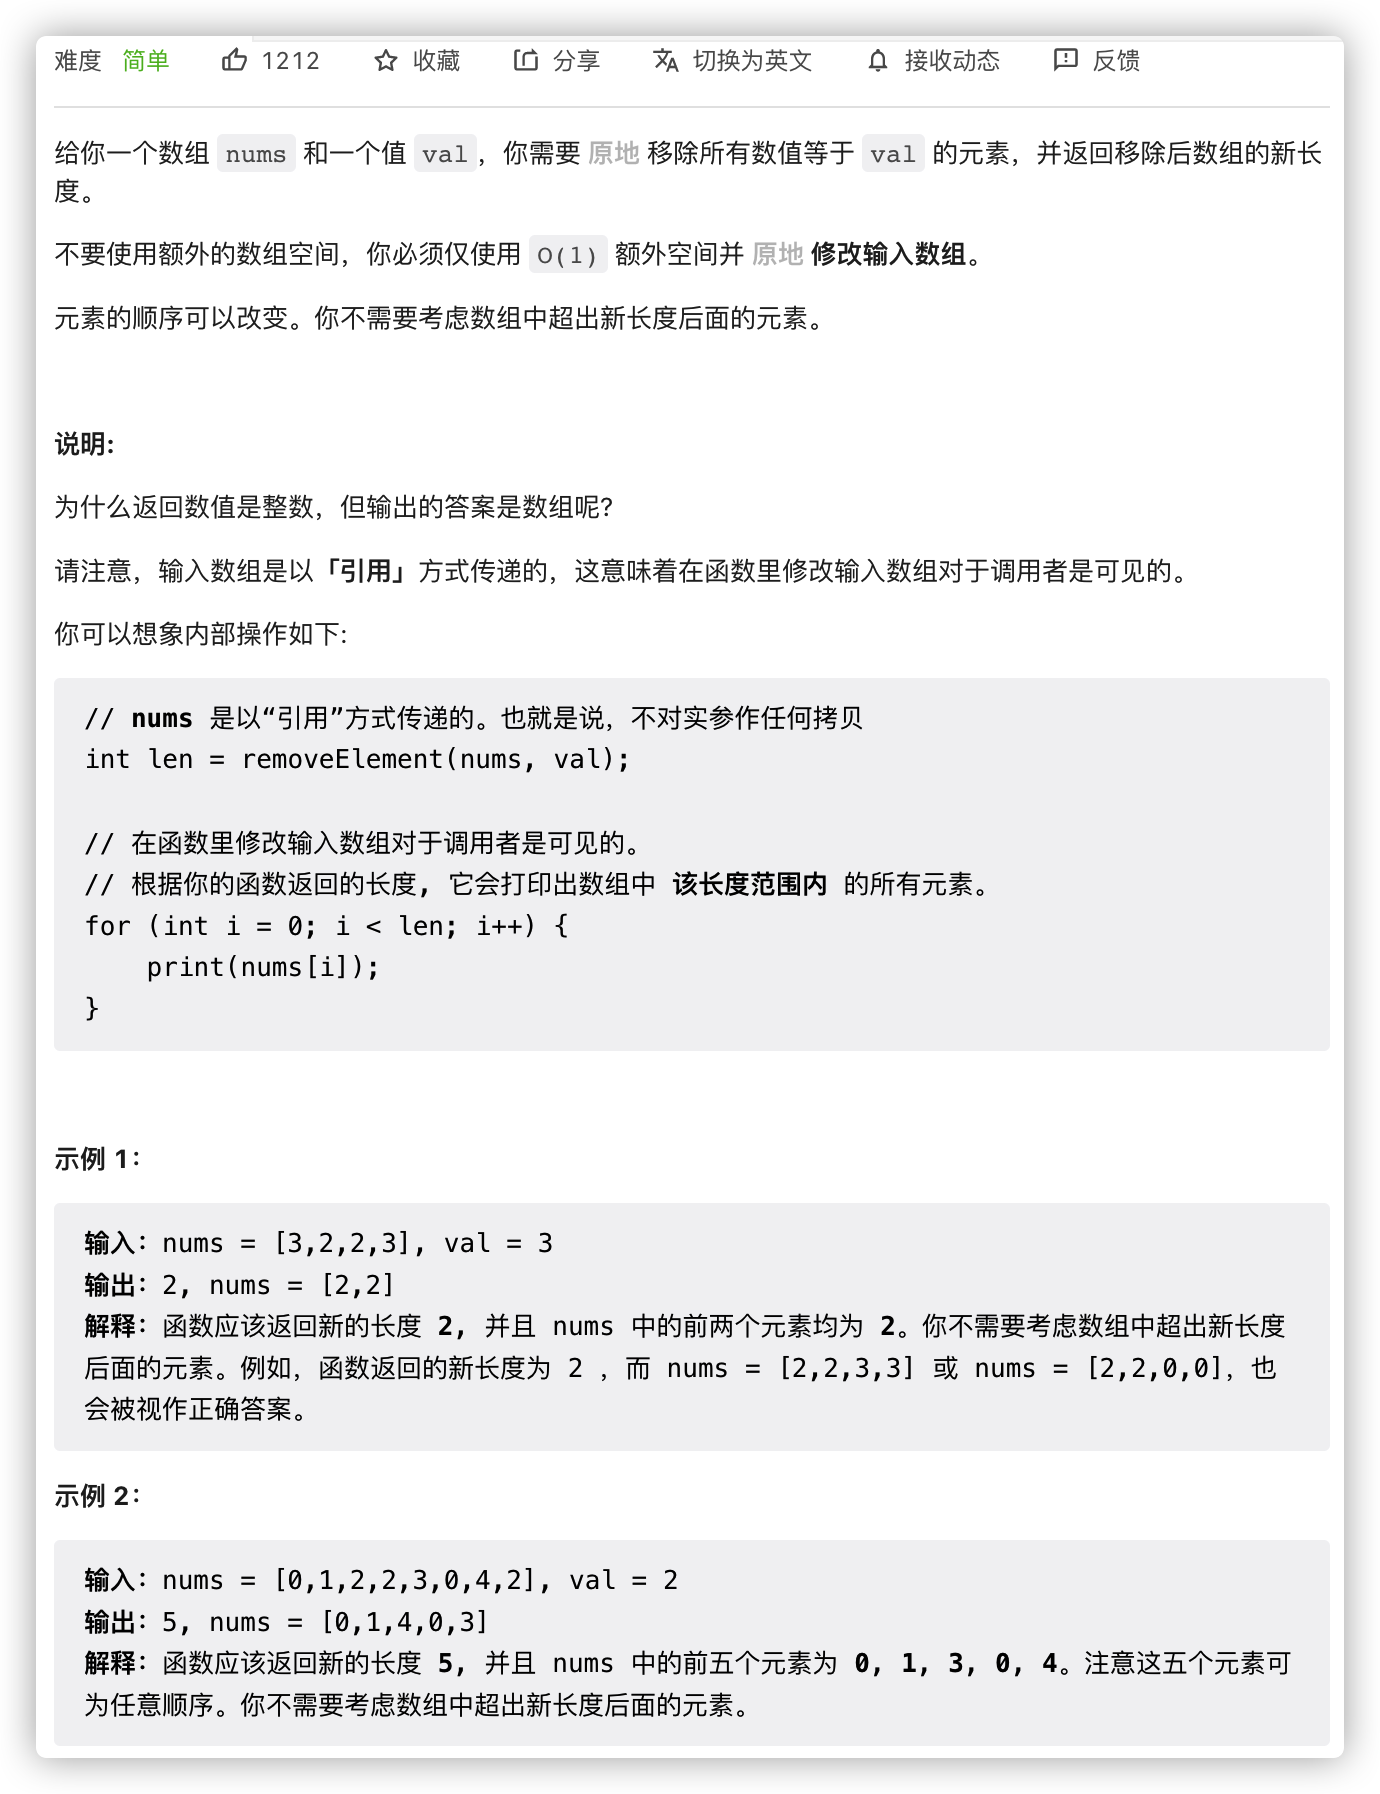 难度 简单 1212 收藏 分享 切换为英文 接收动态 反馈
给你一个数组 nums 和一个值 val，你需要 原地 移除所有数值等于 val 的元素，并返回移除后数组的新长
度。
不要使用额外的数组空间，你必须仅使用 O(1) 额外空间并 原地 修改输入数组。
元素的顺序可以改变。你不需要考虑数组中超出新长度后面的元素。
说明:
为什么返回数值是整数，但输出的答案是数组呢?
请注意，输入数组是以「引用」方式传递的，这意味着在函数里修改输入数组对于调用者是可见的。
你可以想象内部操作如下:
// nums 是以“引用”方式传递的。也就是说，不对实参作任何拷贝
int len = removeElement(nums, val);
// 在函数里修改输入数组对于调用者是可见的。
// 根据你的函数返回的长度, 它会打印出数组中 该长度范围内 的所有元素。
for (int i = 0; i < len; i++) {
    print(nums[i]);
}
示例 1：
输入：nums = [3,2,2,3], val = 3
输出：2, nums = [2,2]
解释：函数应该返回新的长度 2, 并且 nums 中的前两个元素均为 2。你不需要考虑数组中超出新长度
后面的元素。例如，函数返回的新长度为 2 ，而 nums = [2,2,3,3] 或 nums = [2,2,0,0]，也
会被视作正确答案。
示例 2：
输入：nums = [0,1,2,2,3,0,4,2], val = 2
输出：5, nums = [0,1,4,0,3]
解释：函数应该返回新的长度 5, 并且 nums 中的前五个元素为 0, 1, 3, 0, 4。注意这五个元素可
为任意顺序。你不需要考虑数组中超出新长度后面的元素。